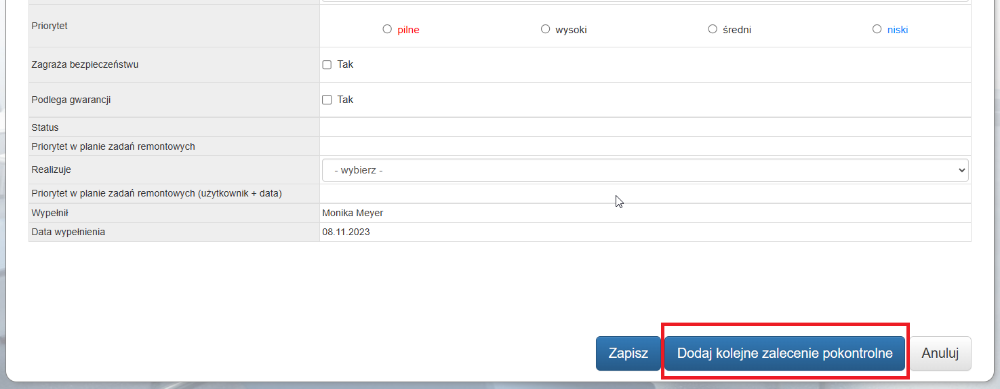 Priorytet
pilne wysoki średni niski
Zagraża bezpieczeństwu Tak
Podlega gwarancji Tak
Status
Priorytet w planie zadań remontowych
Realizuje - wybierz -
Priorytet w planie zadań remontowych (użytkownik + data)
Wypełnił Monika Meyer
Data wypełnienia 08.11.2023
Zapisz Dodaj kolejne zalecenie pokontrolne Anuluj